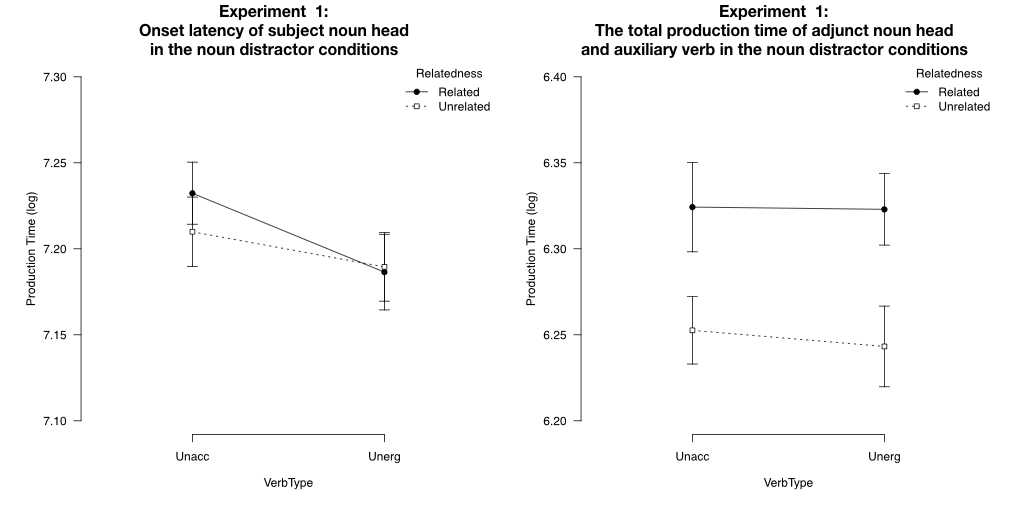 Experiment 1:
Onset latency of subject noun head
in the noun distractor conditions
Relatedness
Related
Unrelated
7.30
7.25
7.20
7.15
7.10
Production Time (log)
Unacc
Unerg
VerbType
Experiment 1:
The total production time of adjunct noun head
and auxiliary verb in the noun distractor conditions
Relatedness
Related
Unrelated
6.40
6.35
6.30
6.25
6.20
Production Time (log)
Unacc
Unerg
VerbType